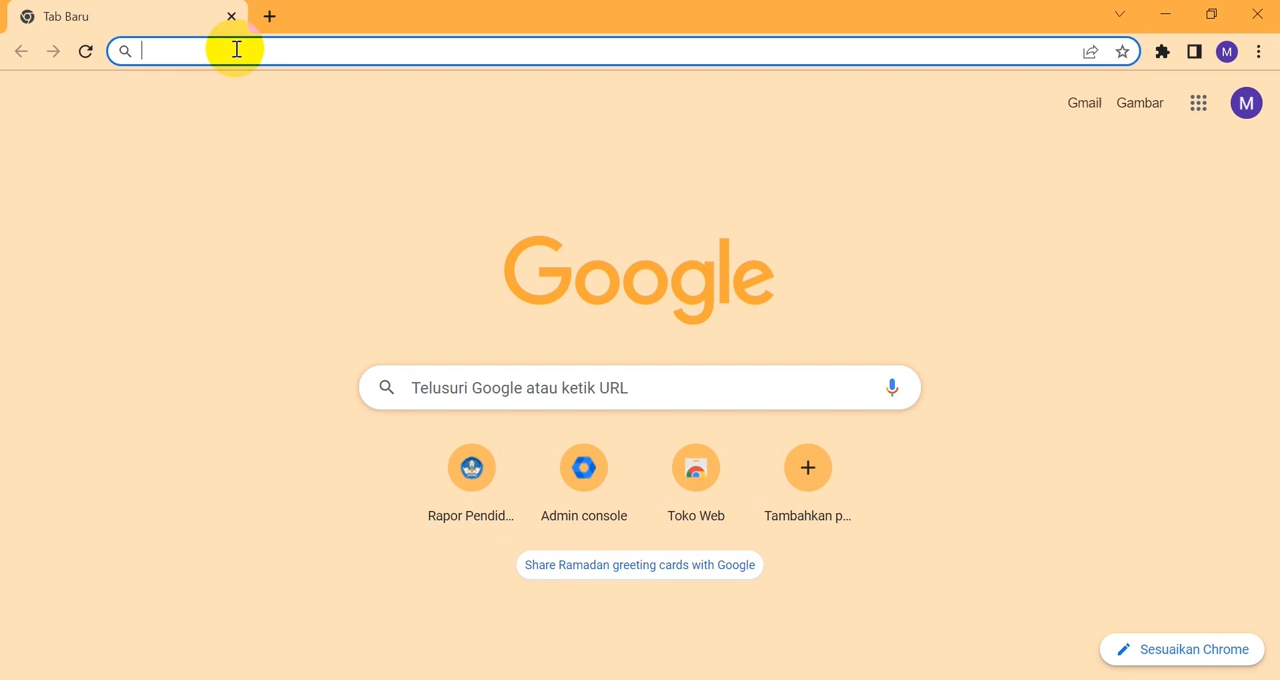 Tab Baru
M
Gmail
Gambar
M
Google
Telusuri Google atau ketik URL
Rapor Pendid...
Admin console
Toko Web
Tambahkan p...
Share Ramadan greeting cards with Google
Sesuaikan Chrome